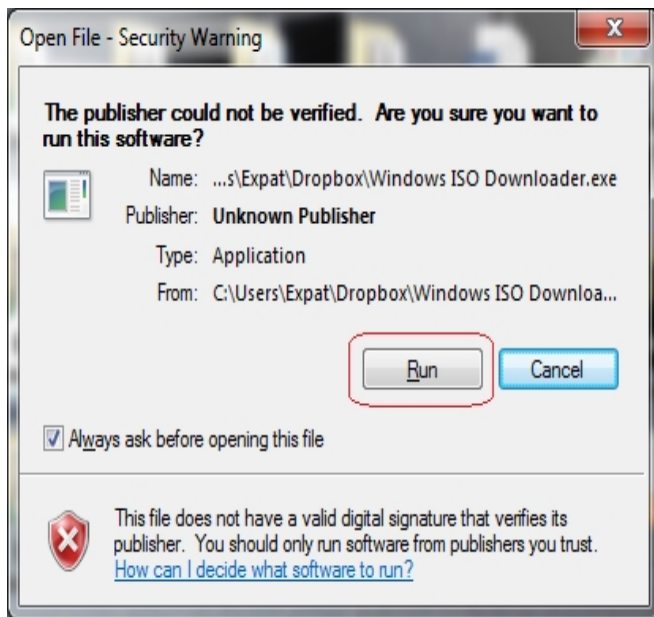 Open File - Security Warning
The publisher could not be verified. Are you sure you want to
run this software?
Name: ...s\Expat\Dropbox\Windows ISO Downloader.exe
Publisher: Unknown Publisher
Type: Application
From: C:\Users\Expat\Dropbox\Windows ISO Downloa...
Run Cancel
Always ask before opening this file
This file does not have a valid digital signature that verifies its
publisher. You should only run software from publishers you trust.
How can I decide what software to run?